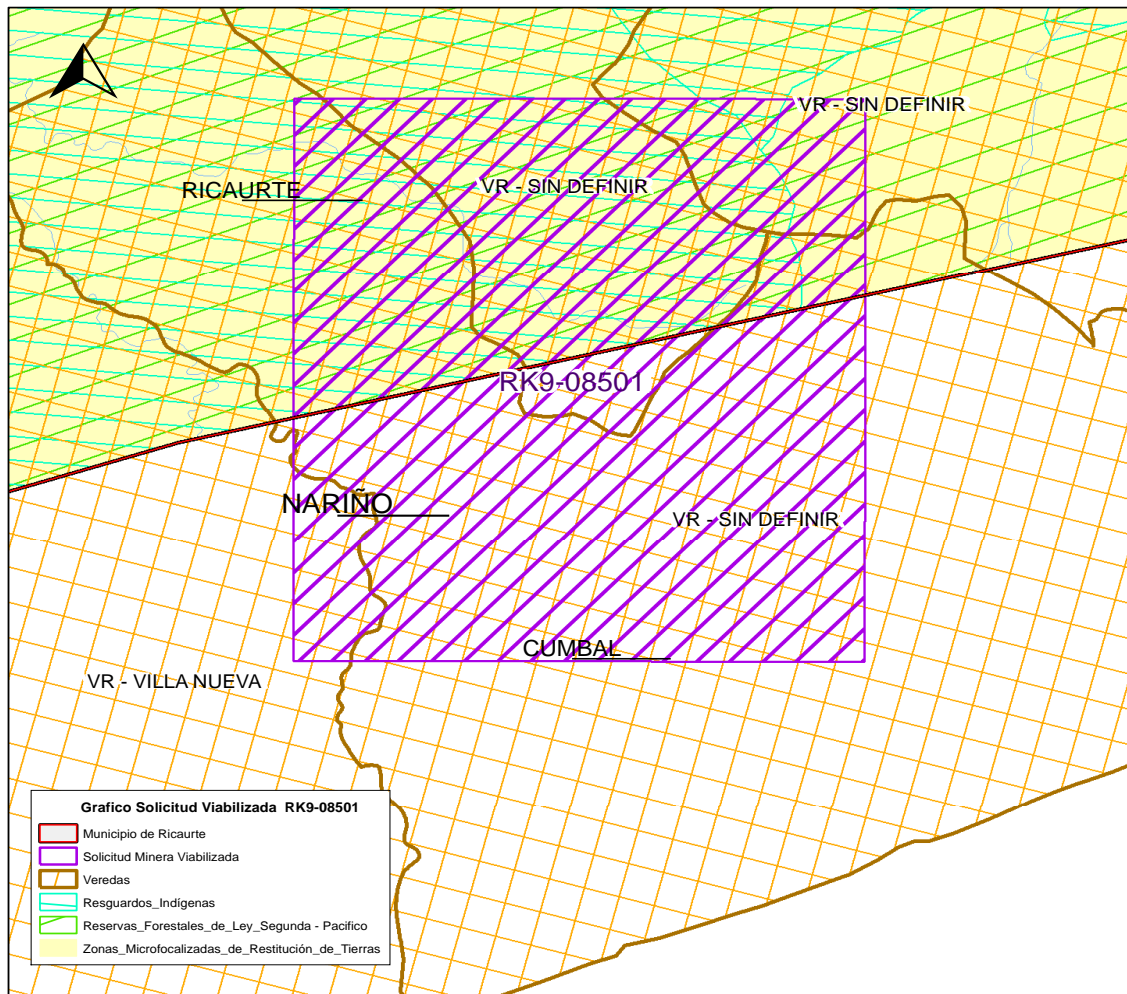 VR - SIN DEFINIR
RICAURTE
VR - SIN DEFINIR
RK9-08501
NARIÑO
VR - SIN DEFINIR
CUMBAL
VR - VILLA NUEVA
Grafico Solicitud Viabilizada RK9-08501
Municipio de Ricaurte
Solicitud Minera Viabilizada
Veredas
Resguardos_Indígenas
Reservas_Forestales_de_Ley_Segunda - Pacifico
Zonas_Microfocalizadas_de_Restitución_de_Tierras